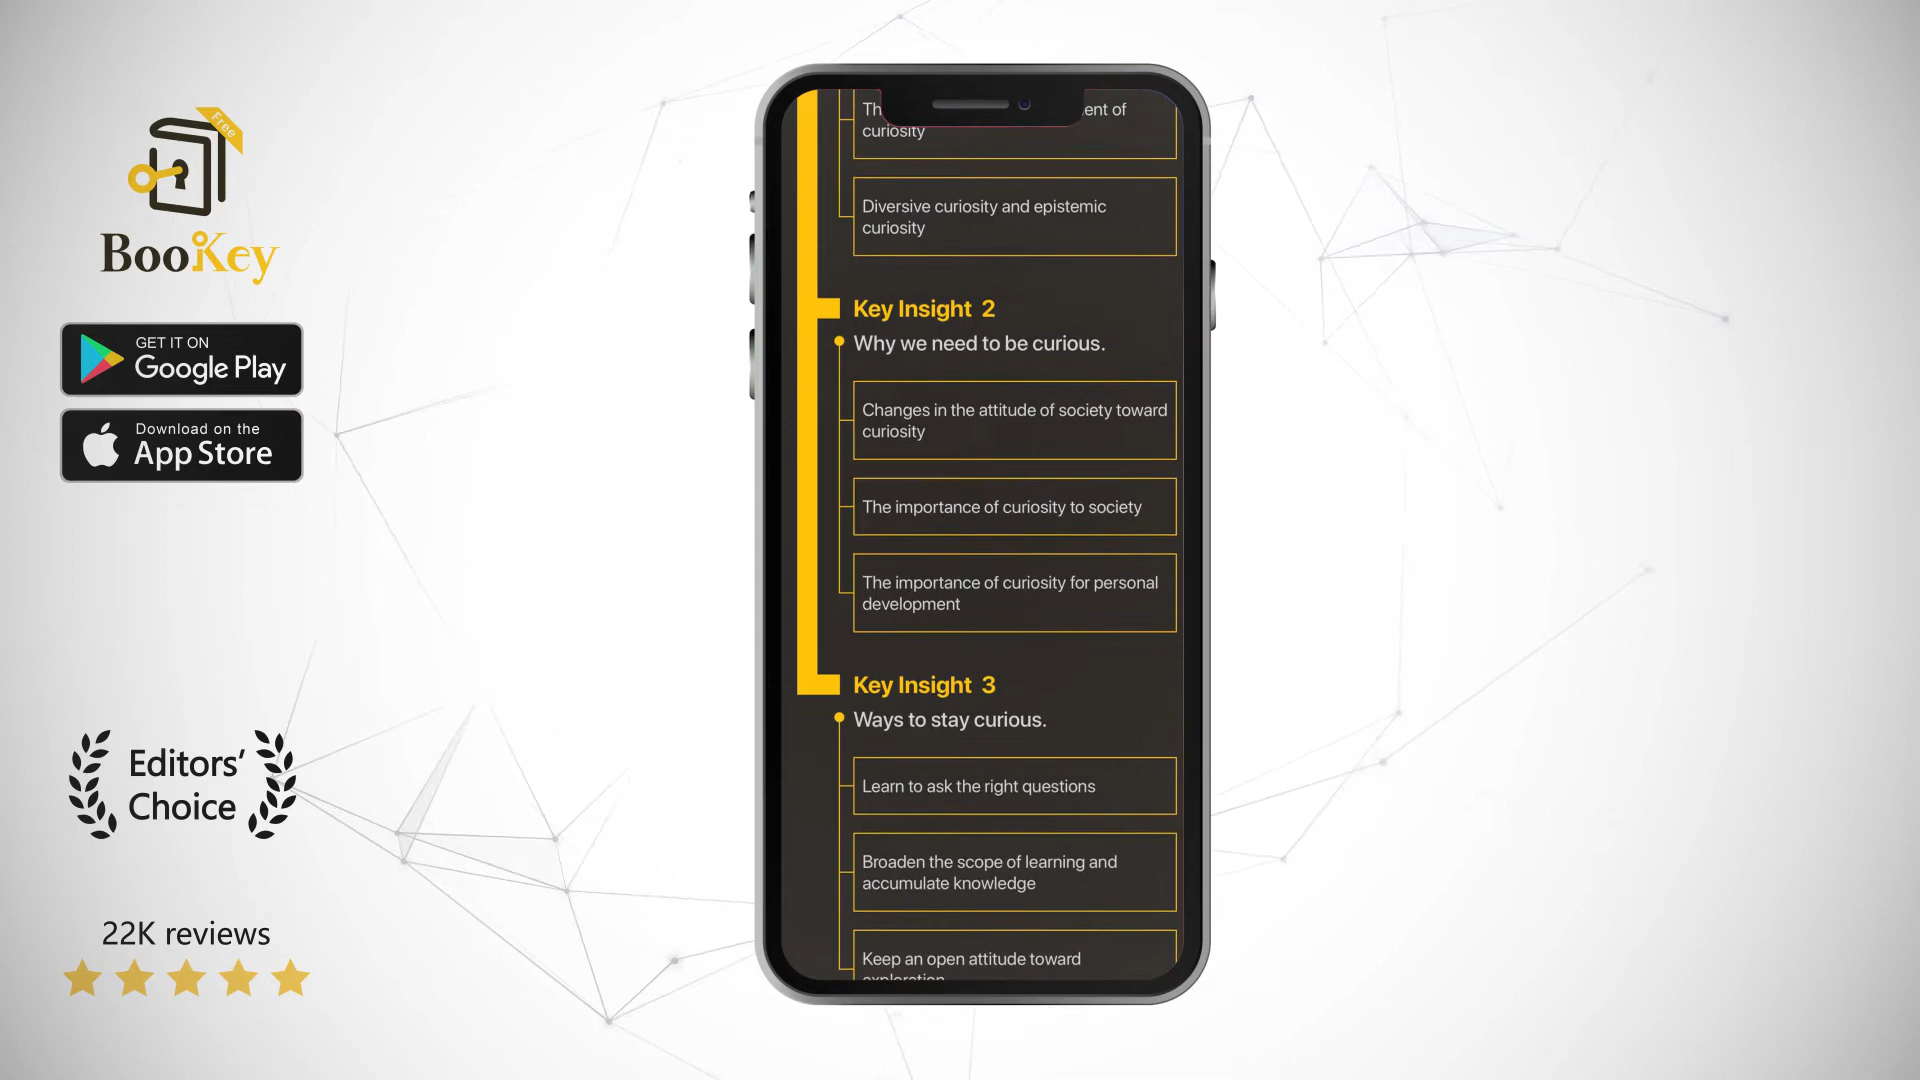 Free
BooKey
GET IT ON
Google Play
Download on the
App Store
Editors’
Choice
22K reviews
ent of
curiosity
Diversive curiosity and epistemic
curiosity
Key Insight 2
Why we need to be curious.
Changes in the attitude of society toward
curiosity
The importance of curiosity to society
The importance of curiosity for personal
development
Key Insight 3
Ways to stay curious.
Learn to ask the right questions
Broaden the scope of learning and
accumulate knowledge
Keep an open attitude toward
exploration